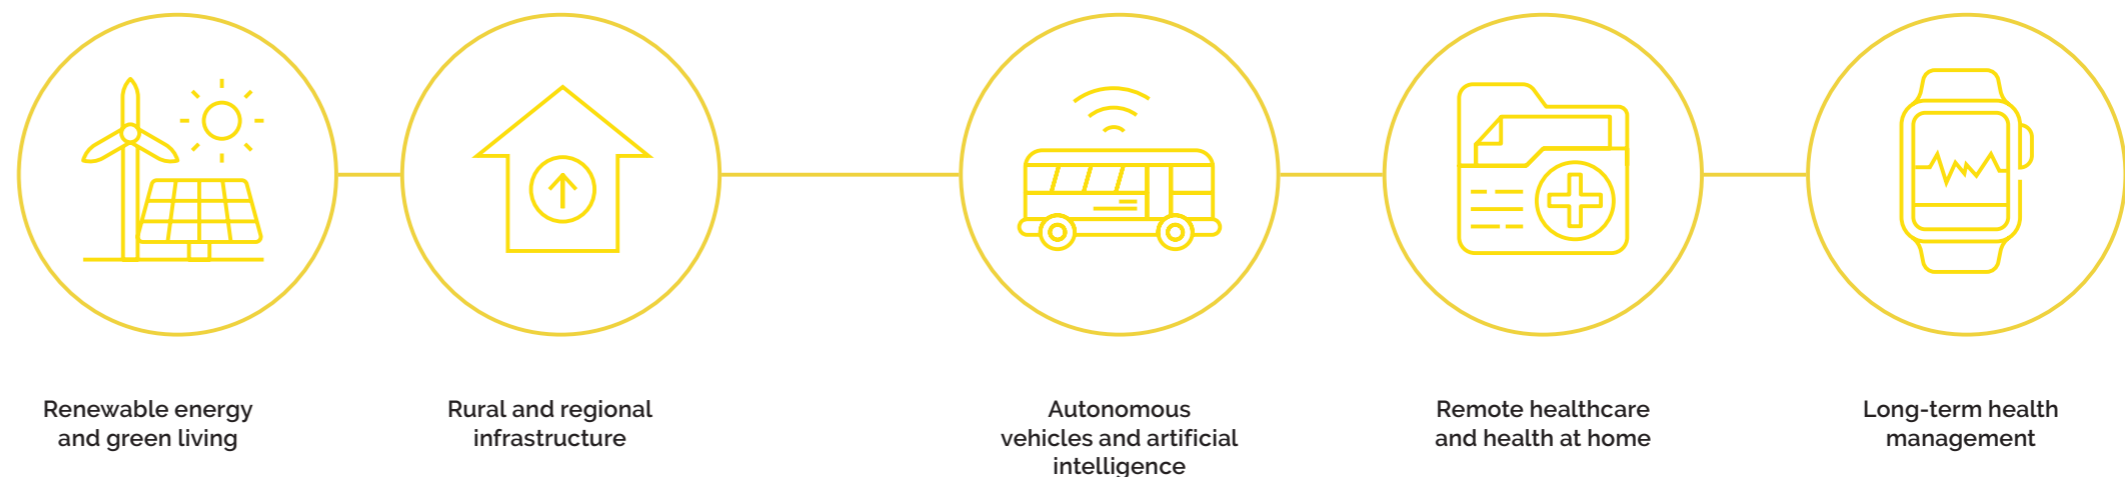 Renewable energy
and green living
Rural and regional
infrastructure
Autonomous
vehicles and artificial
intelligence
Remote healthcare
and health at home
Long-term health
management